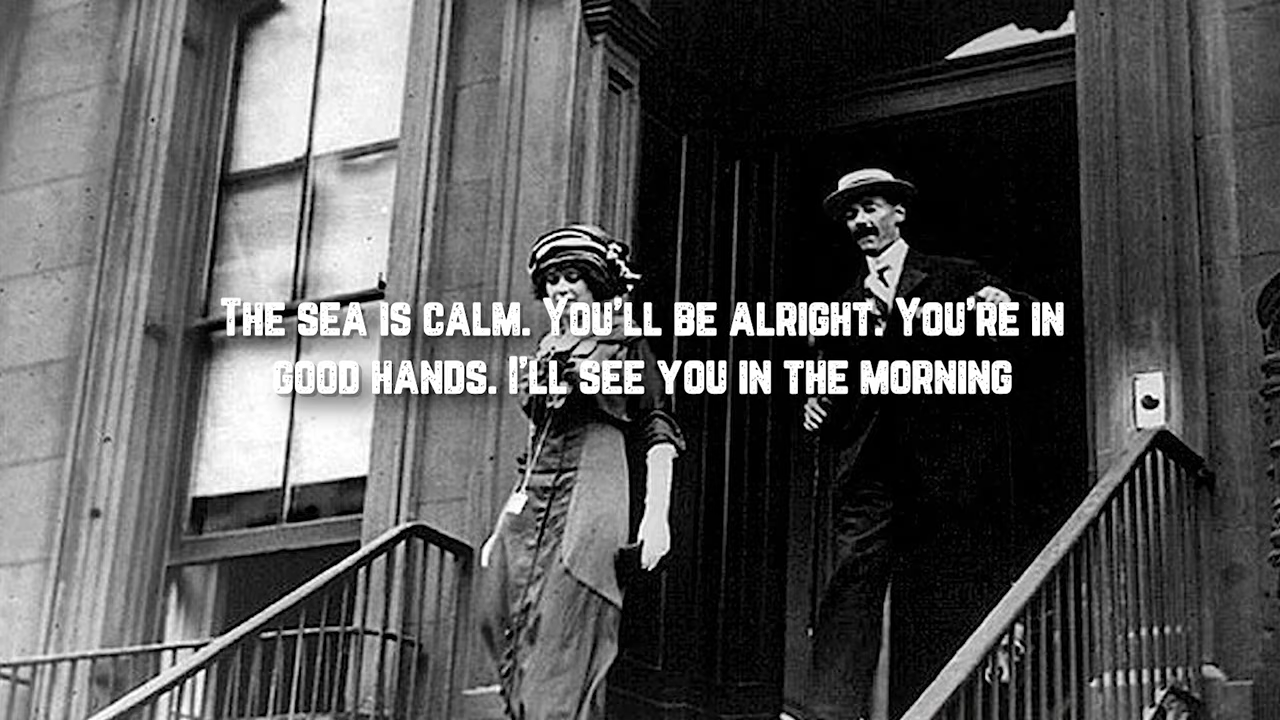 The sea is calm. You'll be alright. You're in
good hands. I'll see you in the morning